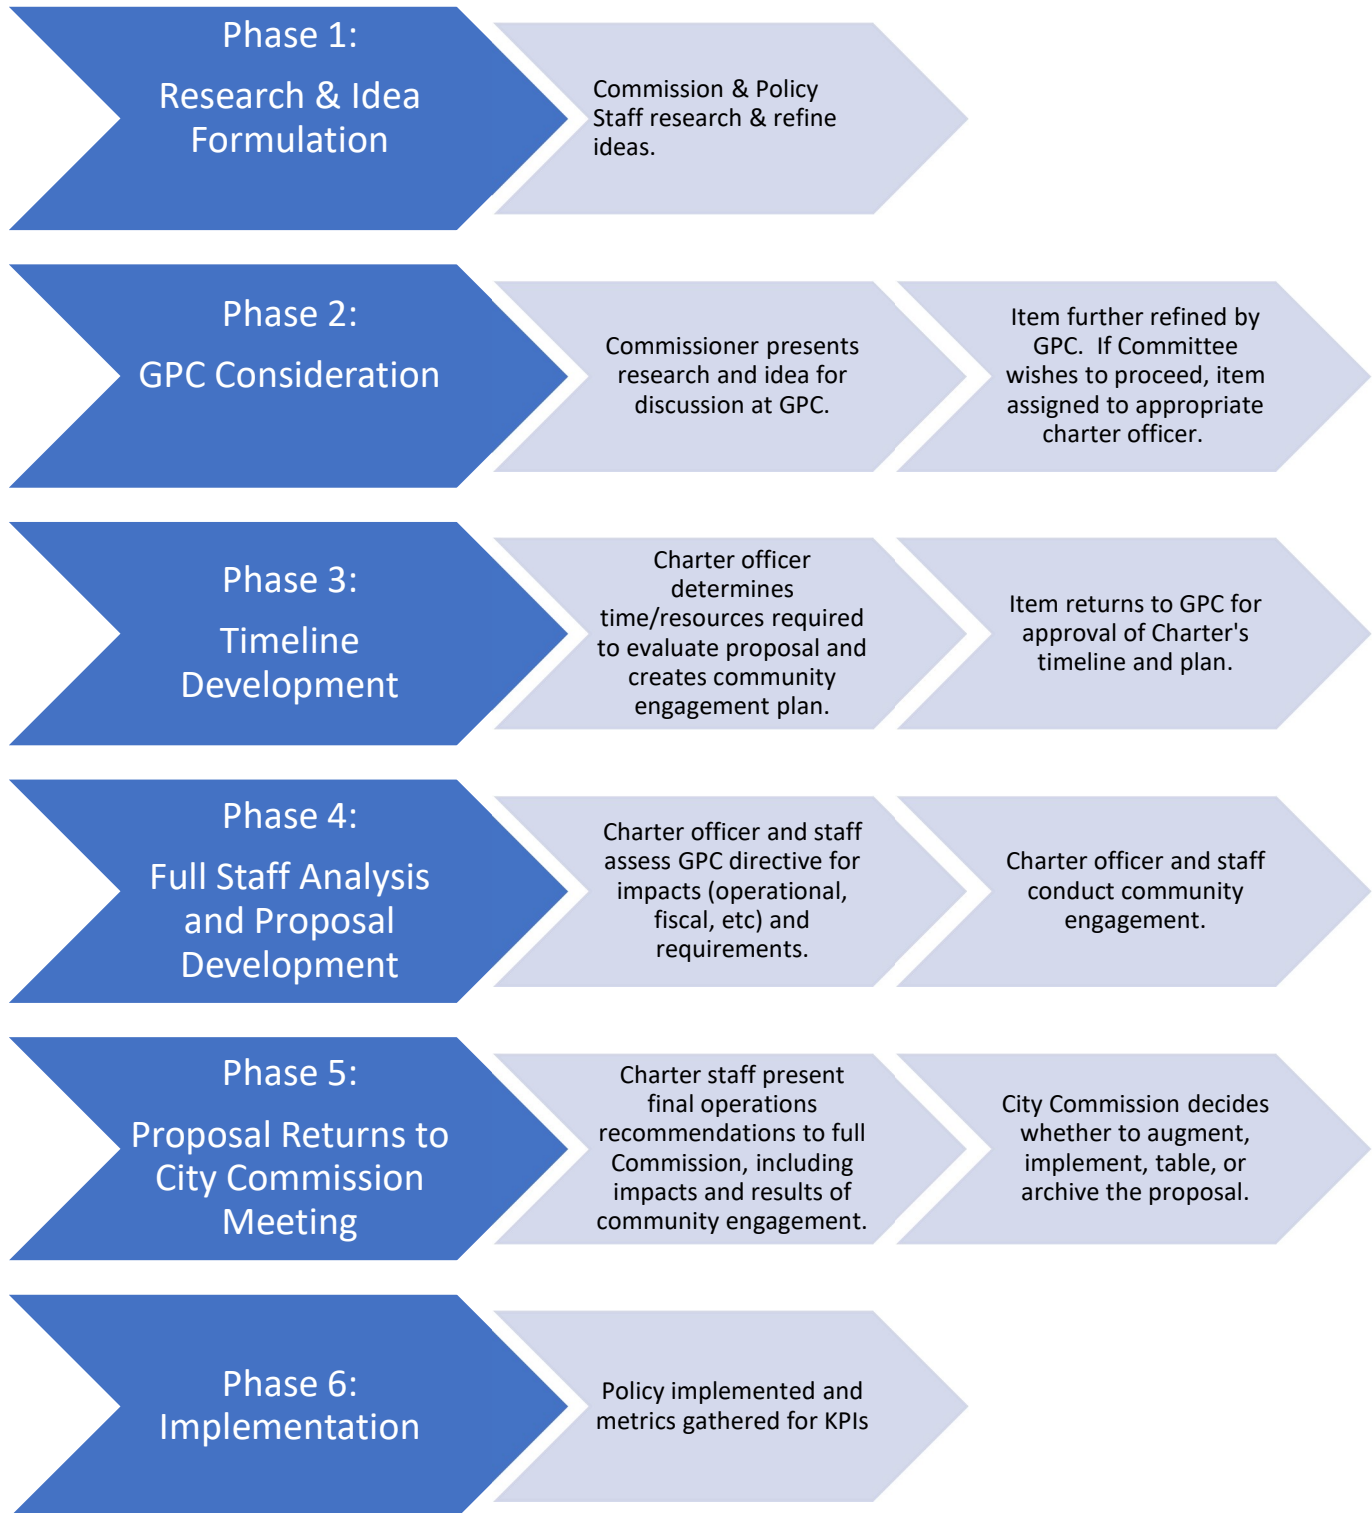 Phase 1:
Research & Idea
Formulation
Commission & Policy
Staff research & refine
ideas.
Phase 2:
GPC Consideration
Commissioner presents
research and idea for
discussion at GPC.
Item further refined by
GPC.  If Committee
wishes to proceed, item
assigned to appropriate
charter officer.
Phase 3:
Timeline
Development
Charter officer
determines
time/resources required
to evaluate proposal and
creates community
engagement plan.
Item returns to GPC for
approval of Charter's
timeline and plan.
Phase 4:
Full Staff Analysis
and Proposal
Development
Charter officer and staff
assess GPC directive for
impacts (operational,
fiscal, etc) and
requirements.
Charter officer and staff
conduct community
engagement.
Phase 5:
Proposal Returns to
City Commission
Meeting
Charter staff present
final operations
recommendations to full
Commission, including
impacts and results of
community engagement.
City Commission decides
whether to augment,
implement, table, or
archive the proposal.
Phase 6:
Implementation
Policy implemented and
metrics gathered for KPIs